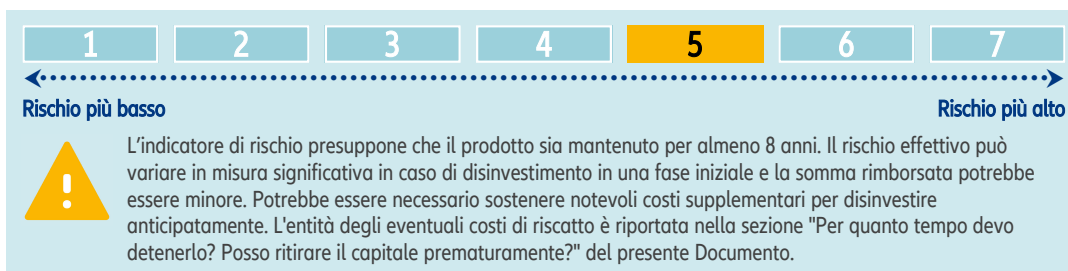 1 2 3 4 5 6 7
Rischio più basso Rischio più alto
L’indicatore di rischio presuppone che il prodotto sia mantenuto per almeno 8 anni. Il rischio effettivo può
variare in misura significativa in caso di disinvestimento in una fase iniziale e la somma rimborsata potrebbe
essere minore. Potrebbe essere necessario sostenere notevoli costi supplementari per disinvestire
anticipatamente. L'entità degli eventuali costi di riscatto è riportata nella sezione "Per quanto tempo devo
detenerlo? Posso ritirare il capitale prematuramente?" del presente Documento.